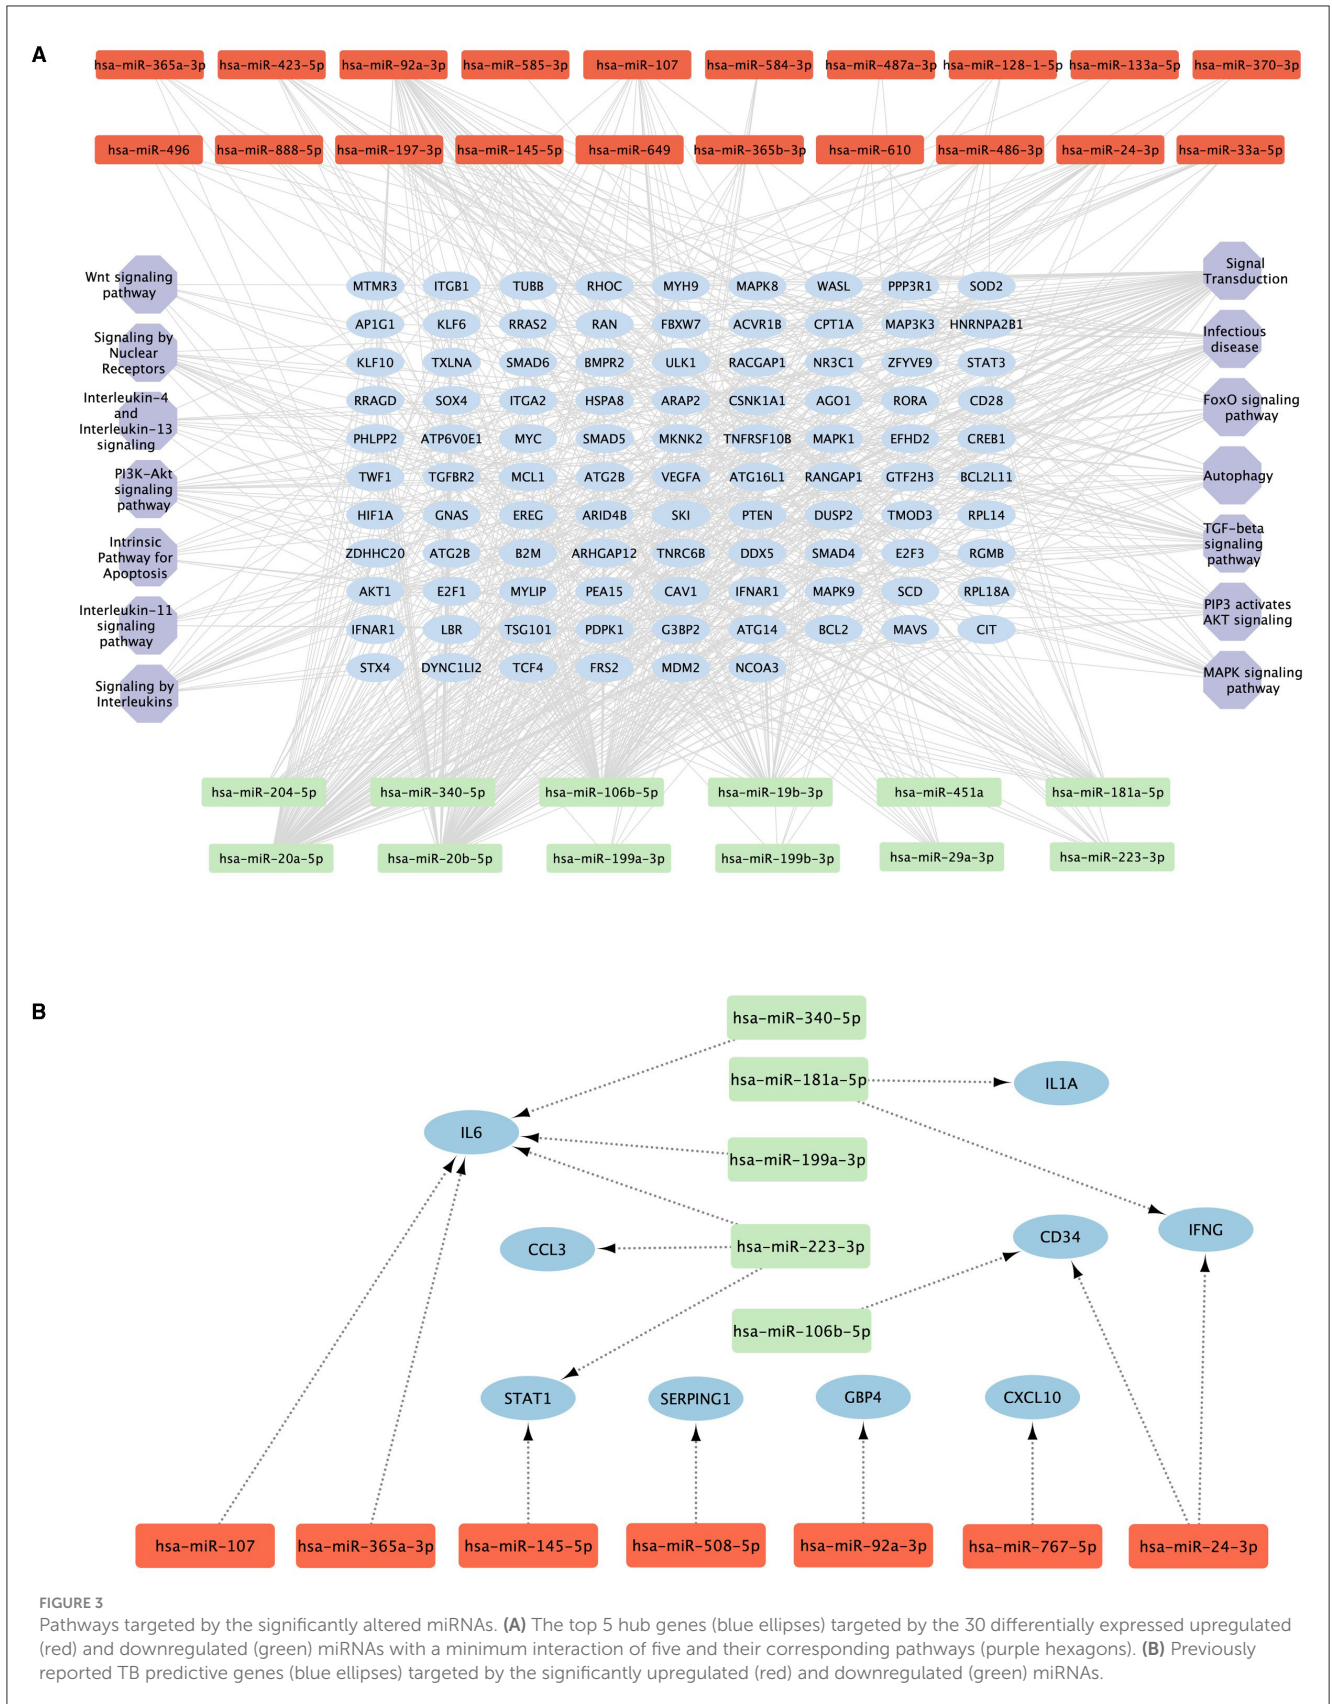 A
hsa-miR-365a-3p hsa-miR-423-5p hsa-miR-92a-3p hsa-miR-585-3p hsa-miR-107 hsa-miR-584-3p hsa-miR-487a-3p hsa-miR-128-1-5p hsa-miR-133a-5p hsa-miR-370-3p
hsa-miR-496 hsa-miR-888-5p hsa-miR-197-3p hsa-miR-145-5p hsa-miR-649 hsa-miR-365b-3p hsa-miR-610 hsa-miR-486-3p hsa-miR-24-3p hsa-miR-33a-5p
Wnt signaling
pathway
Signaling by
Nuclear
Receptors
Interleukin-4
and
Interleukin-13
signaling
PI3K-Akt
signaling
pathway
Intrinsic
Pathway for
Apoptosis
Interleukin-11
signaling
pathway
Signaling by
Interleukins
MTMR3 ITGB1 TUBB RHOC MYH9 MAPK8 WASL PPP3R1 SOD2
AP1G1 KLF6 RRAS2 RAN FBXW7 ACVR1B CPT1A MAP3K3 HNRNPA2B1
KLF10 TXLNA SMAD6 BMPR2 ULK1 RACGAP1 NR3C1 ZFYVE9 STAT3
RRAGD SOX4 ITGA2 HSPA8 ARAP2 CSNK1A1 AGO1 RORA CD28
PHLPP2 ATP6V0E1 MYC SMAD5 MKNK2 TNFRSF10B MAPK1 EFHD2 CREB1
TWF1 TGFBR2 MCL1 ATG2B VEGFA ATG16L1 RANGAP1 GTF2H3 BCL2L11
HIF1A GNAS EREG ARID4B SKI PTEN DUSP2 TMOD3 RPL14
ZDHHC20 ATG2B B2M ARHGAP12 TNRC6B DDX5 SMAD4 E2F3 RGMB
AKT1 E2F1 MYLIP PEA15 CAV1 IFNAR1 MAPK9 SCD RPL18A
IFNAR1 LBR TSG101 PDPK1 G3BP2 ATG14 BCL2 MAVS CIT
STX4 DYNC1LI2 TCF4 FRS2 MDM2 NCOA3
Signal
Transduction
Infectious
disease
FoxO signaling
pathway
Autophagy
TGF-beta
signaling
pathway
PIP3 activates
AKT signaling
MAPK signaling
pathway
hsa-miR-204-5p hsa-miR-340-5p hsa-miR-106b-5p hsa-miR-19b-3p hsa-miR-451a hsa-miR-181a-5p
hsa-miR-20a-5p hsa-miR-20b-5p hsa-miR-199a-3p hsa-miR-199b-3p hsa-miR-29a-3p hsa-miR-223-3p
B
hsa-miR-340-5p
hsa-miR-181a-5p IL1A
IL6
hsa-miR-199a-3p
CCL3 hsa-miR-223-3p CD34 IFNG
hsa-miR-106b-5p
STAT1 SERPING1 GBP4 CXCL10
hsa-miR-107 hsa-miR-365a-3p hsa-miR-145-5p hsa-miR-508-5p hsa-miR-92a-3p hsa-miR-767-5p hsa-miR-24-3p
FIGURE 3
Pathways targeted by the significantly altered miRNAs. (A) The top 5 hub genes (blue ellipses) targeted by the 30 differentially expressed upregulated
(red) and downregulated (green) miRNAs with a minimum interaction of five and their corresponding pathways (purple hexagons). (B) Previously
reported TB predictive genes (blue ellipses) targeted by the significantly upregulated (red) and downregulated (green) miRNAs.